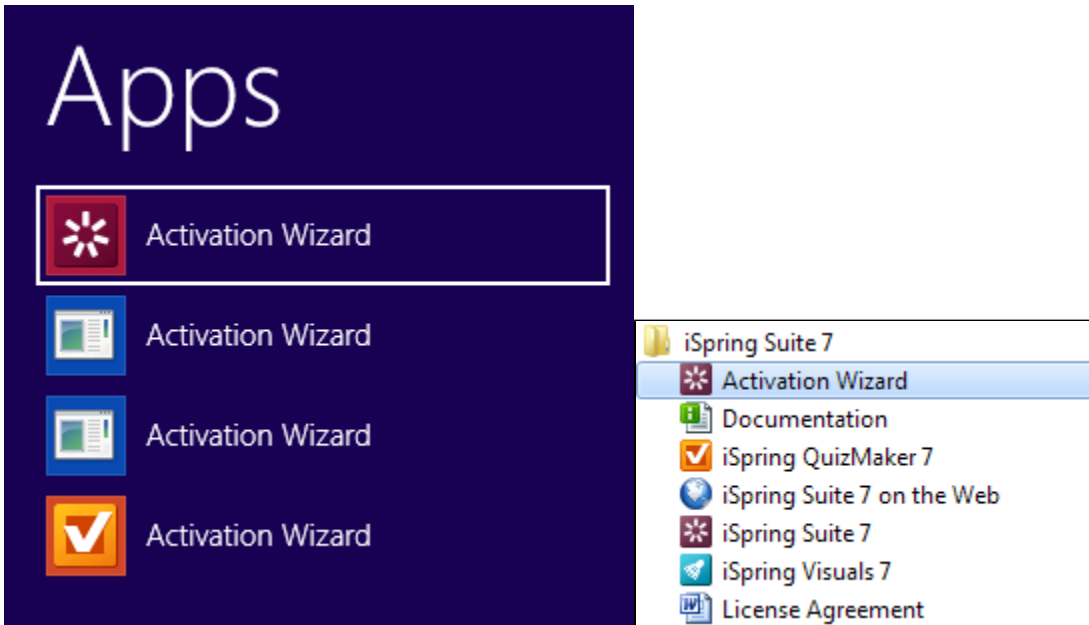 Apps
Activation Wizard
Activation Wizard
Activation Wizard
Activation Wizard
iSpring Suite 7
Activation Wizard
Documentation
iSpring QuizMaker 7
iSpring Suite 7 on the Web
iSpring Suite 7
iSpring Visuals 7
License Agreement